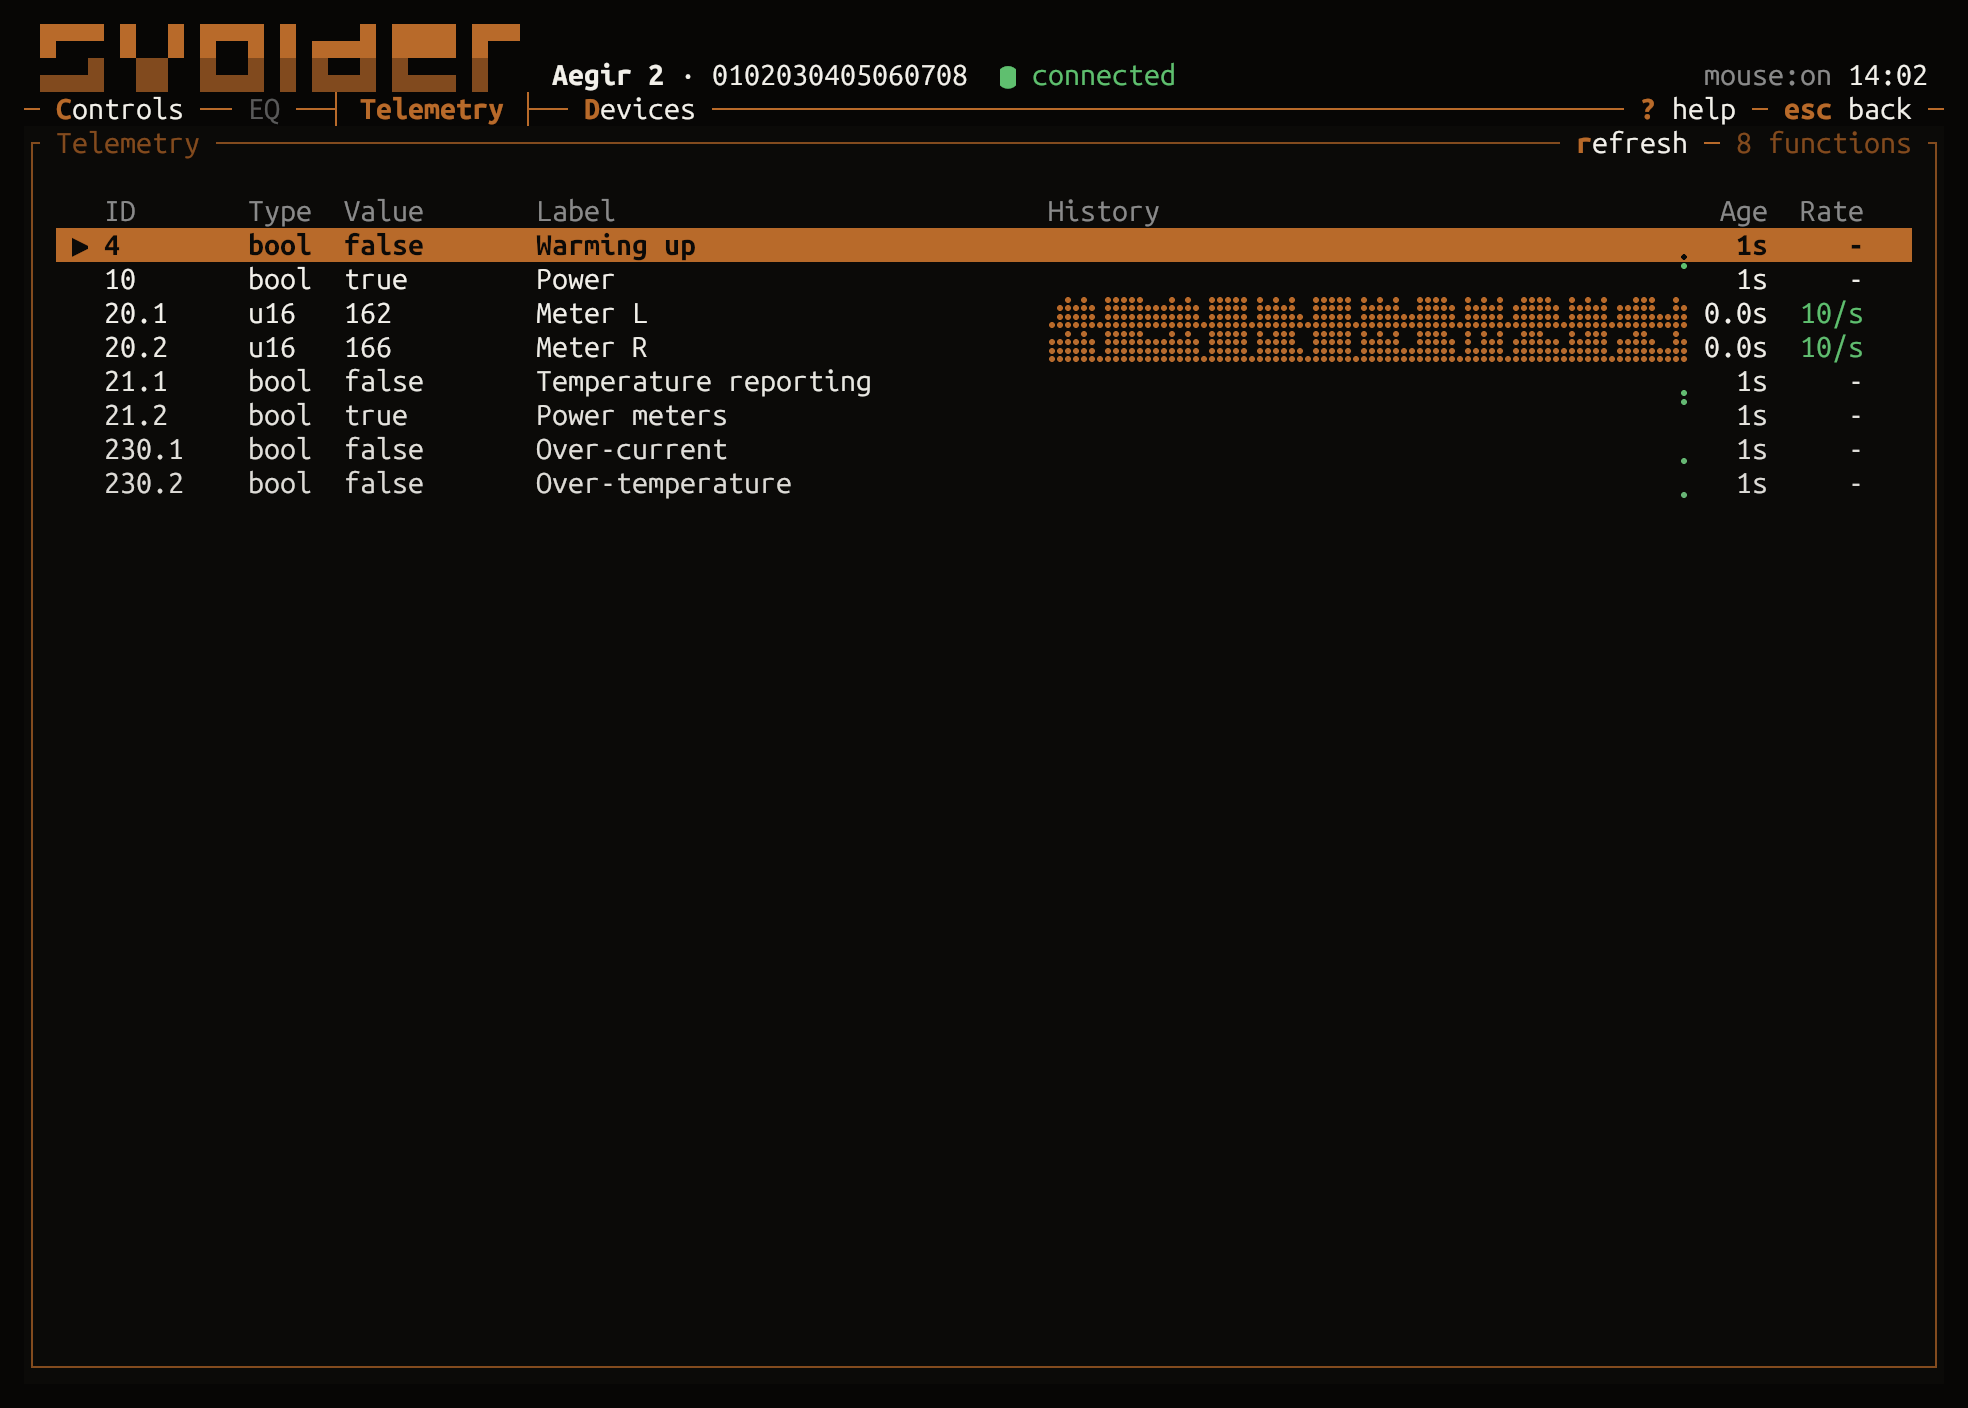 svolder
Aegir 2 · 0102030405060708 connected mouse:on 14:02
Controls EQ Telemetry Devices ? help esc back
Telemetry refresh 8 functions
ID Type Value Label History Age Rate
▶ 4 bool false Warming up 1s -
10 bool true Power 1s -
20.1 u16 162 Meter L 0.0s 10/s
20.2 u16 166 Meter R 0.0s 10/s
21.1 bool false Temperature reporting 1s -
21.2 bool true Power meters 1s -
230.1 bool false Over-current 1s -
230.2 bool false Over-temperature 1s -